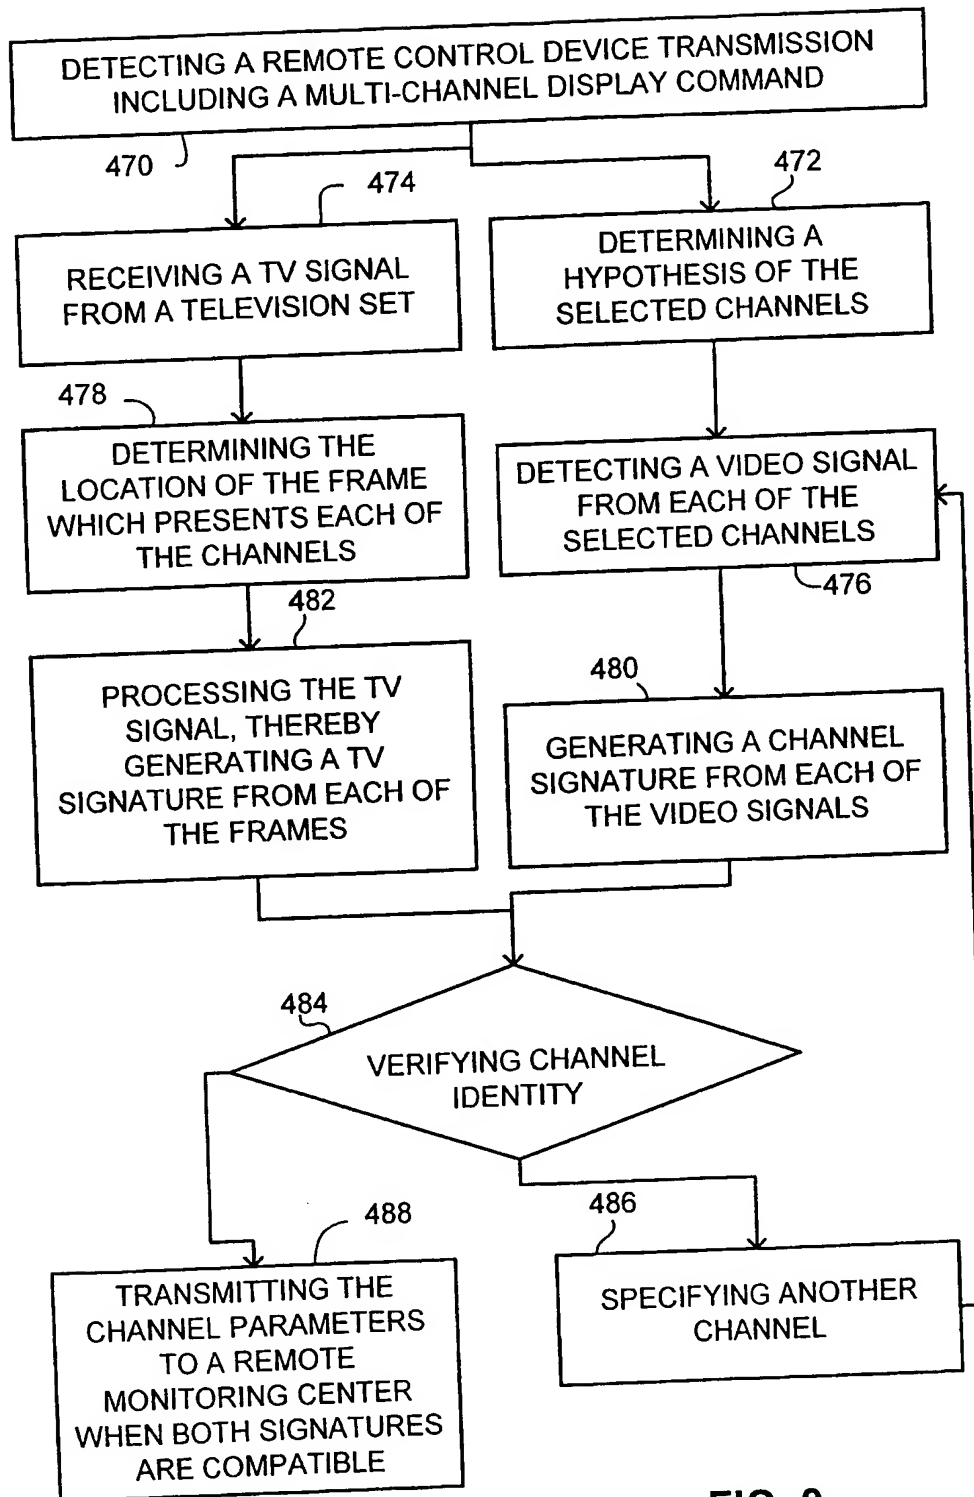 DETECTING A REMOTE CONTROL DEVICE TRANSMISSION
INCLUDING A MULTI-CHANNEL DISPLAY COMMAND
470
474
472
RECEIVING A TV SIGNAL
FROM A TELEVISION SET
DETERMINING A
HYPOTHESIS OF THE
SELECTED CHANNELS
478
DETERMINING THE
LOCATION OF THE FRAME
WHICH PRESENTS EACH OF
THE CHANNELS
DETECTING A VIDEO SIGNAL
FROM EACH OF THE
SELECTED CHANNELS
476
482
480
PROCESSING THE TV
SIGNAL, THEREBY
GENERATING A TV
SIGNATURE FROM EACH OF
THE FRAMES
GENERATING A CHANNEL
SIGNATURE FROM EACH OF
THE VIDEO SIGNALS
484
VERIFYING CHANNEL
IDENTITY
488
486
TRANSMITTING THE
CHANNEL PARAMETERS
TO A REMOTE
MONITORING CENTER
WHEN BOTH SIGNATURES
ARE COMPATIBLE
SPECIFYING ANOTHER
CHANNEL
FIG.